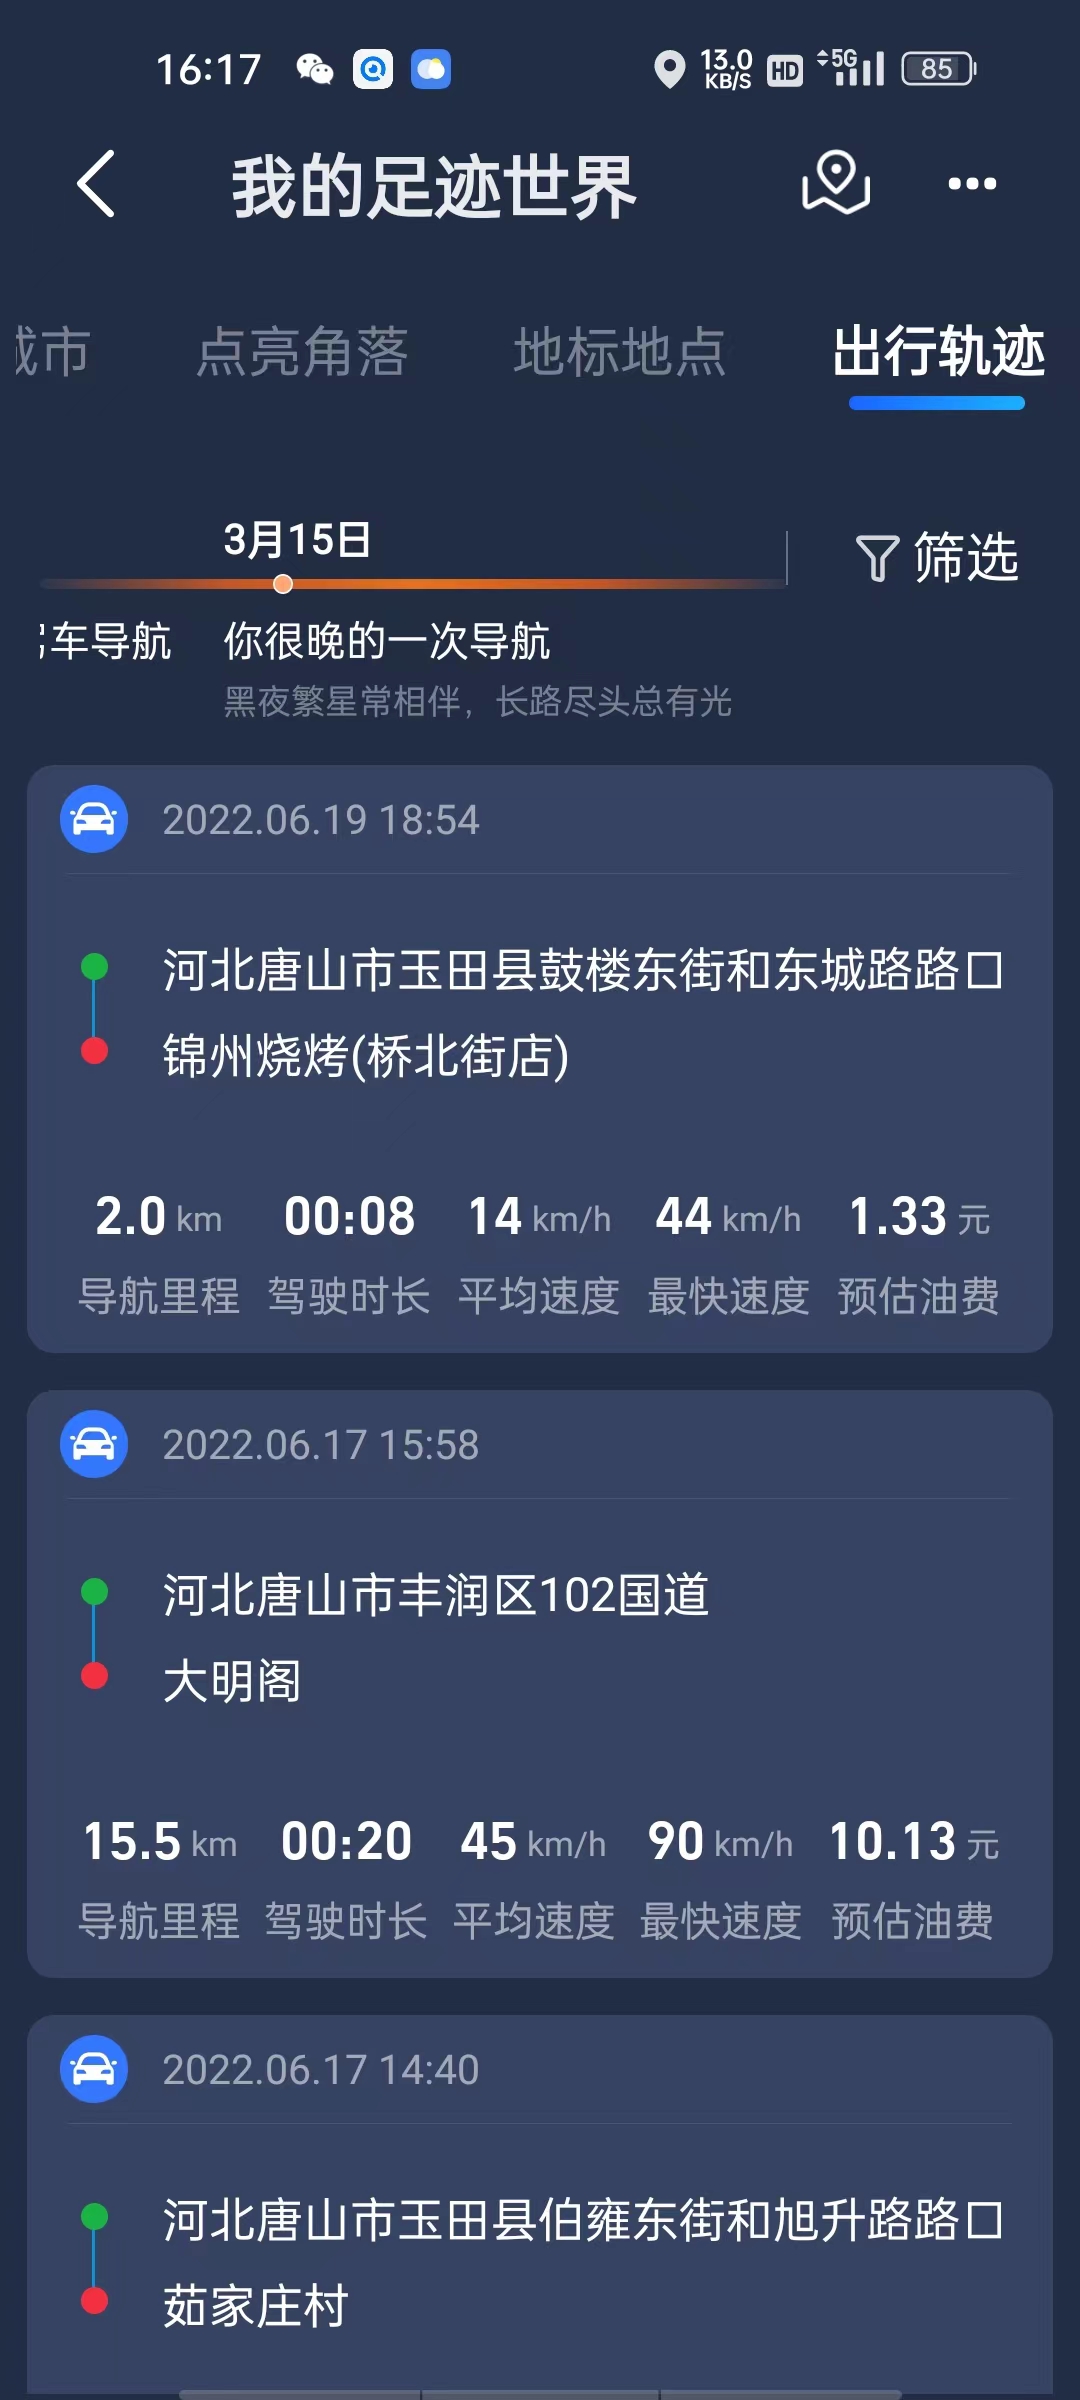 16:17
13.0
KB/S
HD
5G
85
我的足迹世界
城市
点亮角落
地标地点
出行轨迹
3月15日
筛选
车导航
你很晚的一次导航
黑夜繁星常相伴，长路尽头总有光
2022.06.19 18:54
河北唐山市玉田县鼓楼东街和东城路路口
锦州烧烤(桥北街店)
2.0 km
00:08
14 km/h
44 km/h
1.33 元
导航里程
驾驶时长
平均速度
最快速度
预估油费
2022.06.17 15:58
河北唐山市丰润区102国道
大明阁
15.5 km
00:20
45 km/h
90 km/h
10.13 元
导航里程
驾驶时长
平均速度
最快速度
预估油费
2022.06.17 14:40
河北唐山市玉田县伯雍东街和旭升路路口
茹家庄村